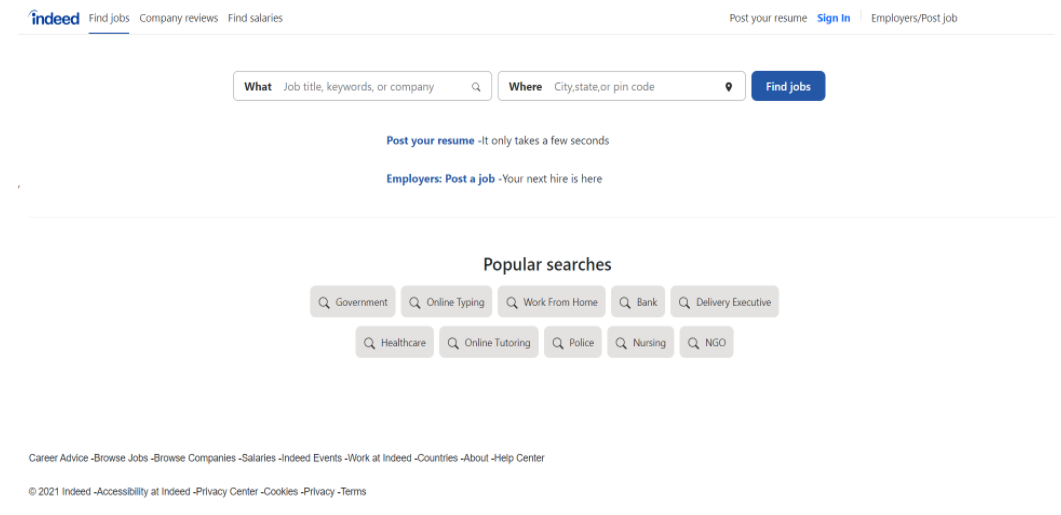 indeed Find jobs Company reviews Find salaries Post your resume Sign In Employers/Post job
What Job title, keywords, or company Where City,state,or pin code Find jobs
Post your resume -It only takes a few seconds
Employers: Post a job -Your next hire is here
,
Popular searches
Government Online Typing Work From Home Bank Delivery Executive
Healthcare Online Tutoring Police Nursing NGO
Career Advice -Browse Jobs -Browse Companies -Salaries -Indeed Events -Work at Indeed -Countries -About -Help Center
© 2021 Indeed -Accessibility at Indeed -Privacy Center -Cookies -Privacy -Terms